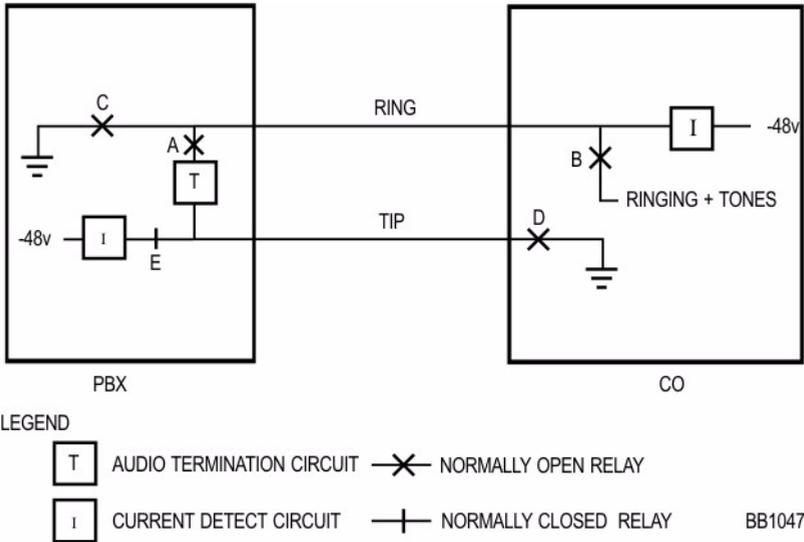 C
RING
I
-48v
A
B
T
RINGING + TONES
TIP
D
-48v
I
E
PBX
CO
LEGEND
T AUDIO TERMINATION CIRCUIT
NORMALLY OPEN RELAY
I CURRENT DETECT CIRCUIT
NORMALLY CLOSED RELAY
BB1047